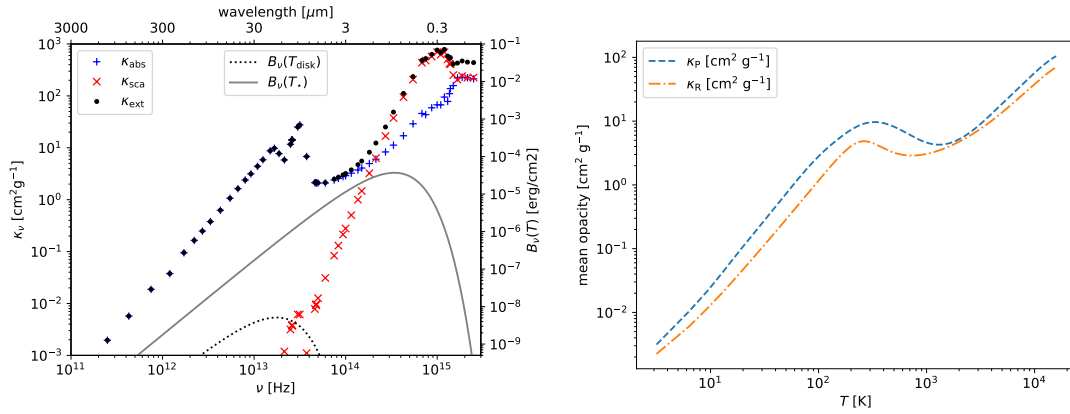 wavelength [μm]
3000 300 30 3 0.3
10³ 10² 10¹ 10⁰ 10⁻¹ 10⁻² 10⁻³
κν [cm²g⁻¹]
κabs
κsca
κext
Bν(Tdisk)
Bν(T⋆)
10⁻¹ 10⁻² 10⁻³ 10⁻⁴ 10⁻⁵ 10⁻⁶ 10⁻⁷ 10⁻⁸ 10⁻⁹
Bν(T) [erg/cm2]
10¹¹ 10¹² 10¹³ 10¹⁴ 10¹⁵
ν [Hz]
κP [cm² g⁻¹]
κR [cm² g⁻¹]
10² 10¹ 10⁰ 10⁻¹ 10⁻²
mean opacity [cm² g⁻¹]
10¹ 10² 10³ 10⁴
T [K]